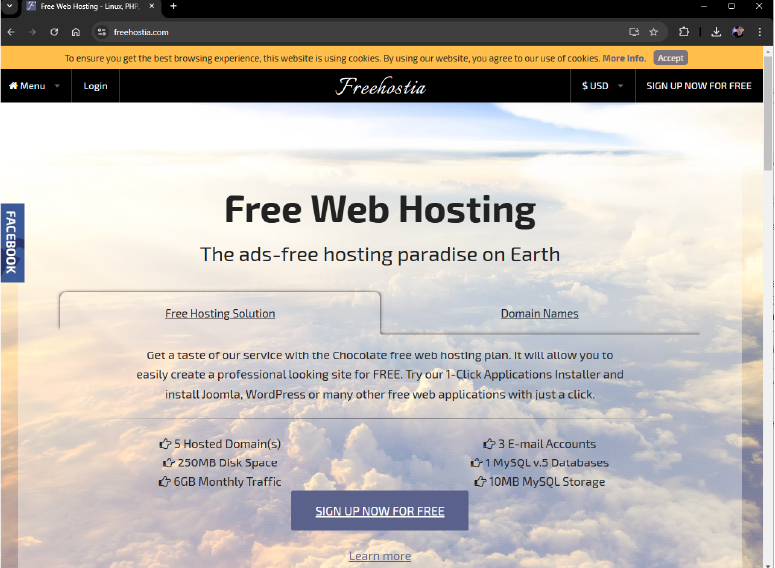 Free Web Hosting - Linux, PHP,
freehostia.com
To ensure you get the best browsing experience, this website is using cookies. By using our website, you agree to our use of cookies. More Info. Accept
Menu Login Freehostia $ USD SIGN UP NOW FOR FREE
FACEBOOK
Free Web Hosting
The ads-free hosting paradise on Earth
Free Hosting Solution Domain Names
Get a taste of our service with the Chocolate free web hosting plan. It will allow you to
easily create a professional looking site for FREE. Try our 1-Click Applications Installer and
install Joomla, WordPress or many other free web applications with just a click.
5 Hosted Domain(s) 3 E-mail Accounts
250MB Disk Space 1 MySQL v.5 Databases
6GB Monthly Traffic 10MB MySQL Storage
SIGN UP NOW FOR FREE
Learn more